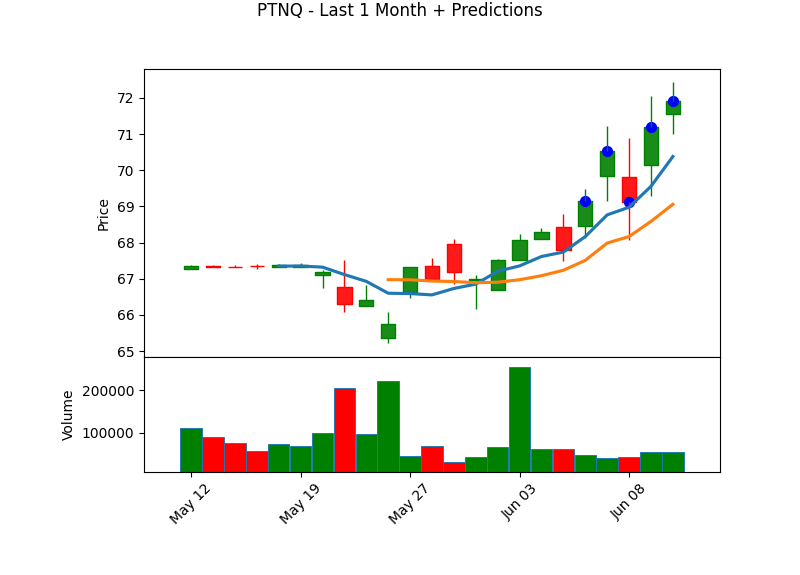 PTNQ - Last 1 Month + Predictions
Price
72
71
70
69
68
67
66
65
Volume
200000
100000
May 12
May 19
May 27
Jun 03
Jun 08